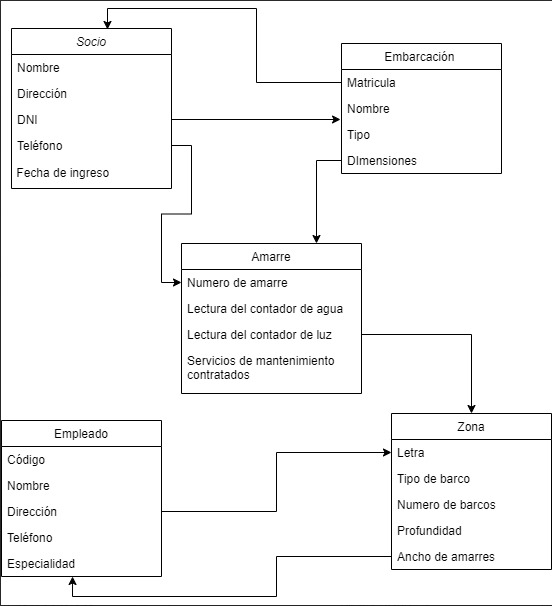 Socio
Nombre
Dirección
DNI
Teléfono
Fecha de ingreso
Embarcación
Matricula
Nombre
Tipo
DImensiones
Amarre
Numero de amarre
Lectura del contador de agua
Lectura del contador de luz
Servicios de mantenimiento
contratados
Empleado
Código
Nombre
Dirección
Teléfono
Especialidad
Zona
Letra
Tipo de barco
Numero de barcos
Profundidad
Ancho de amarres